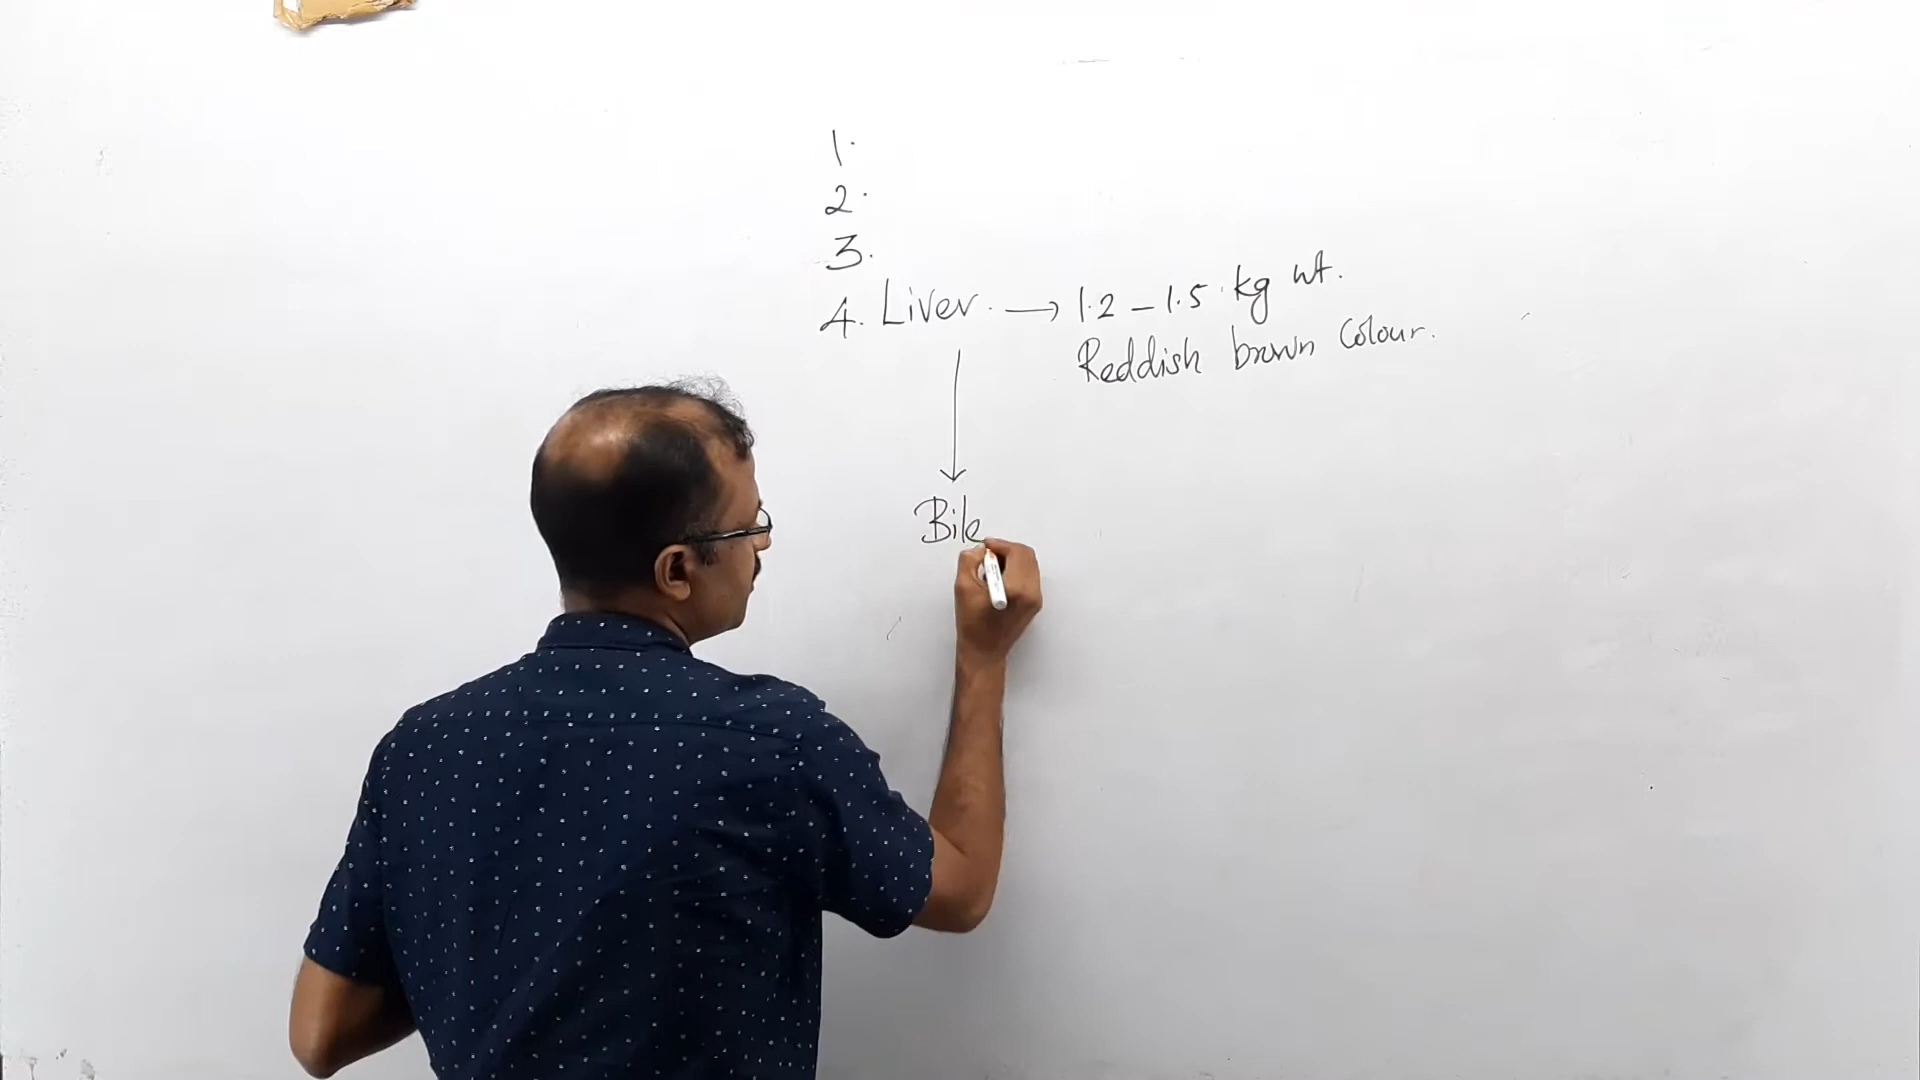 1.
2.
3.
4. Liver. → 1.2 – 1.5 kg wt.
Reddish brown colour.
Bile